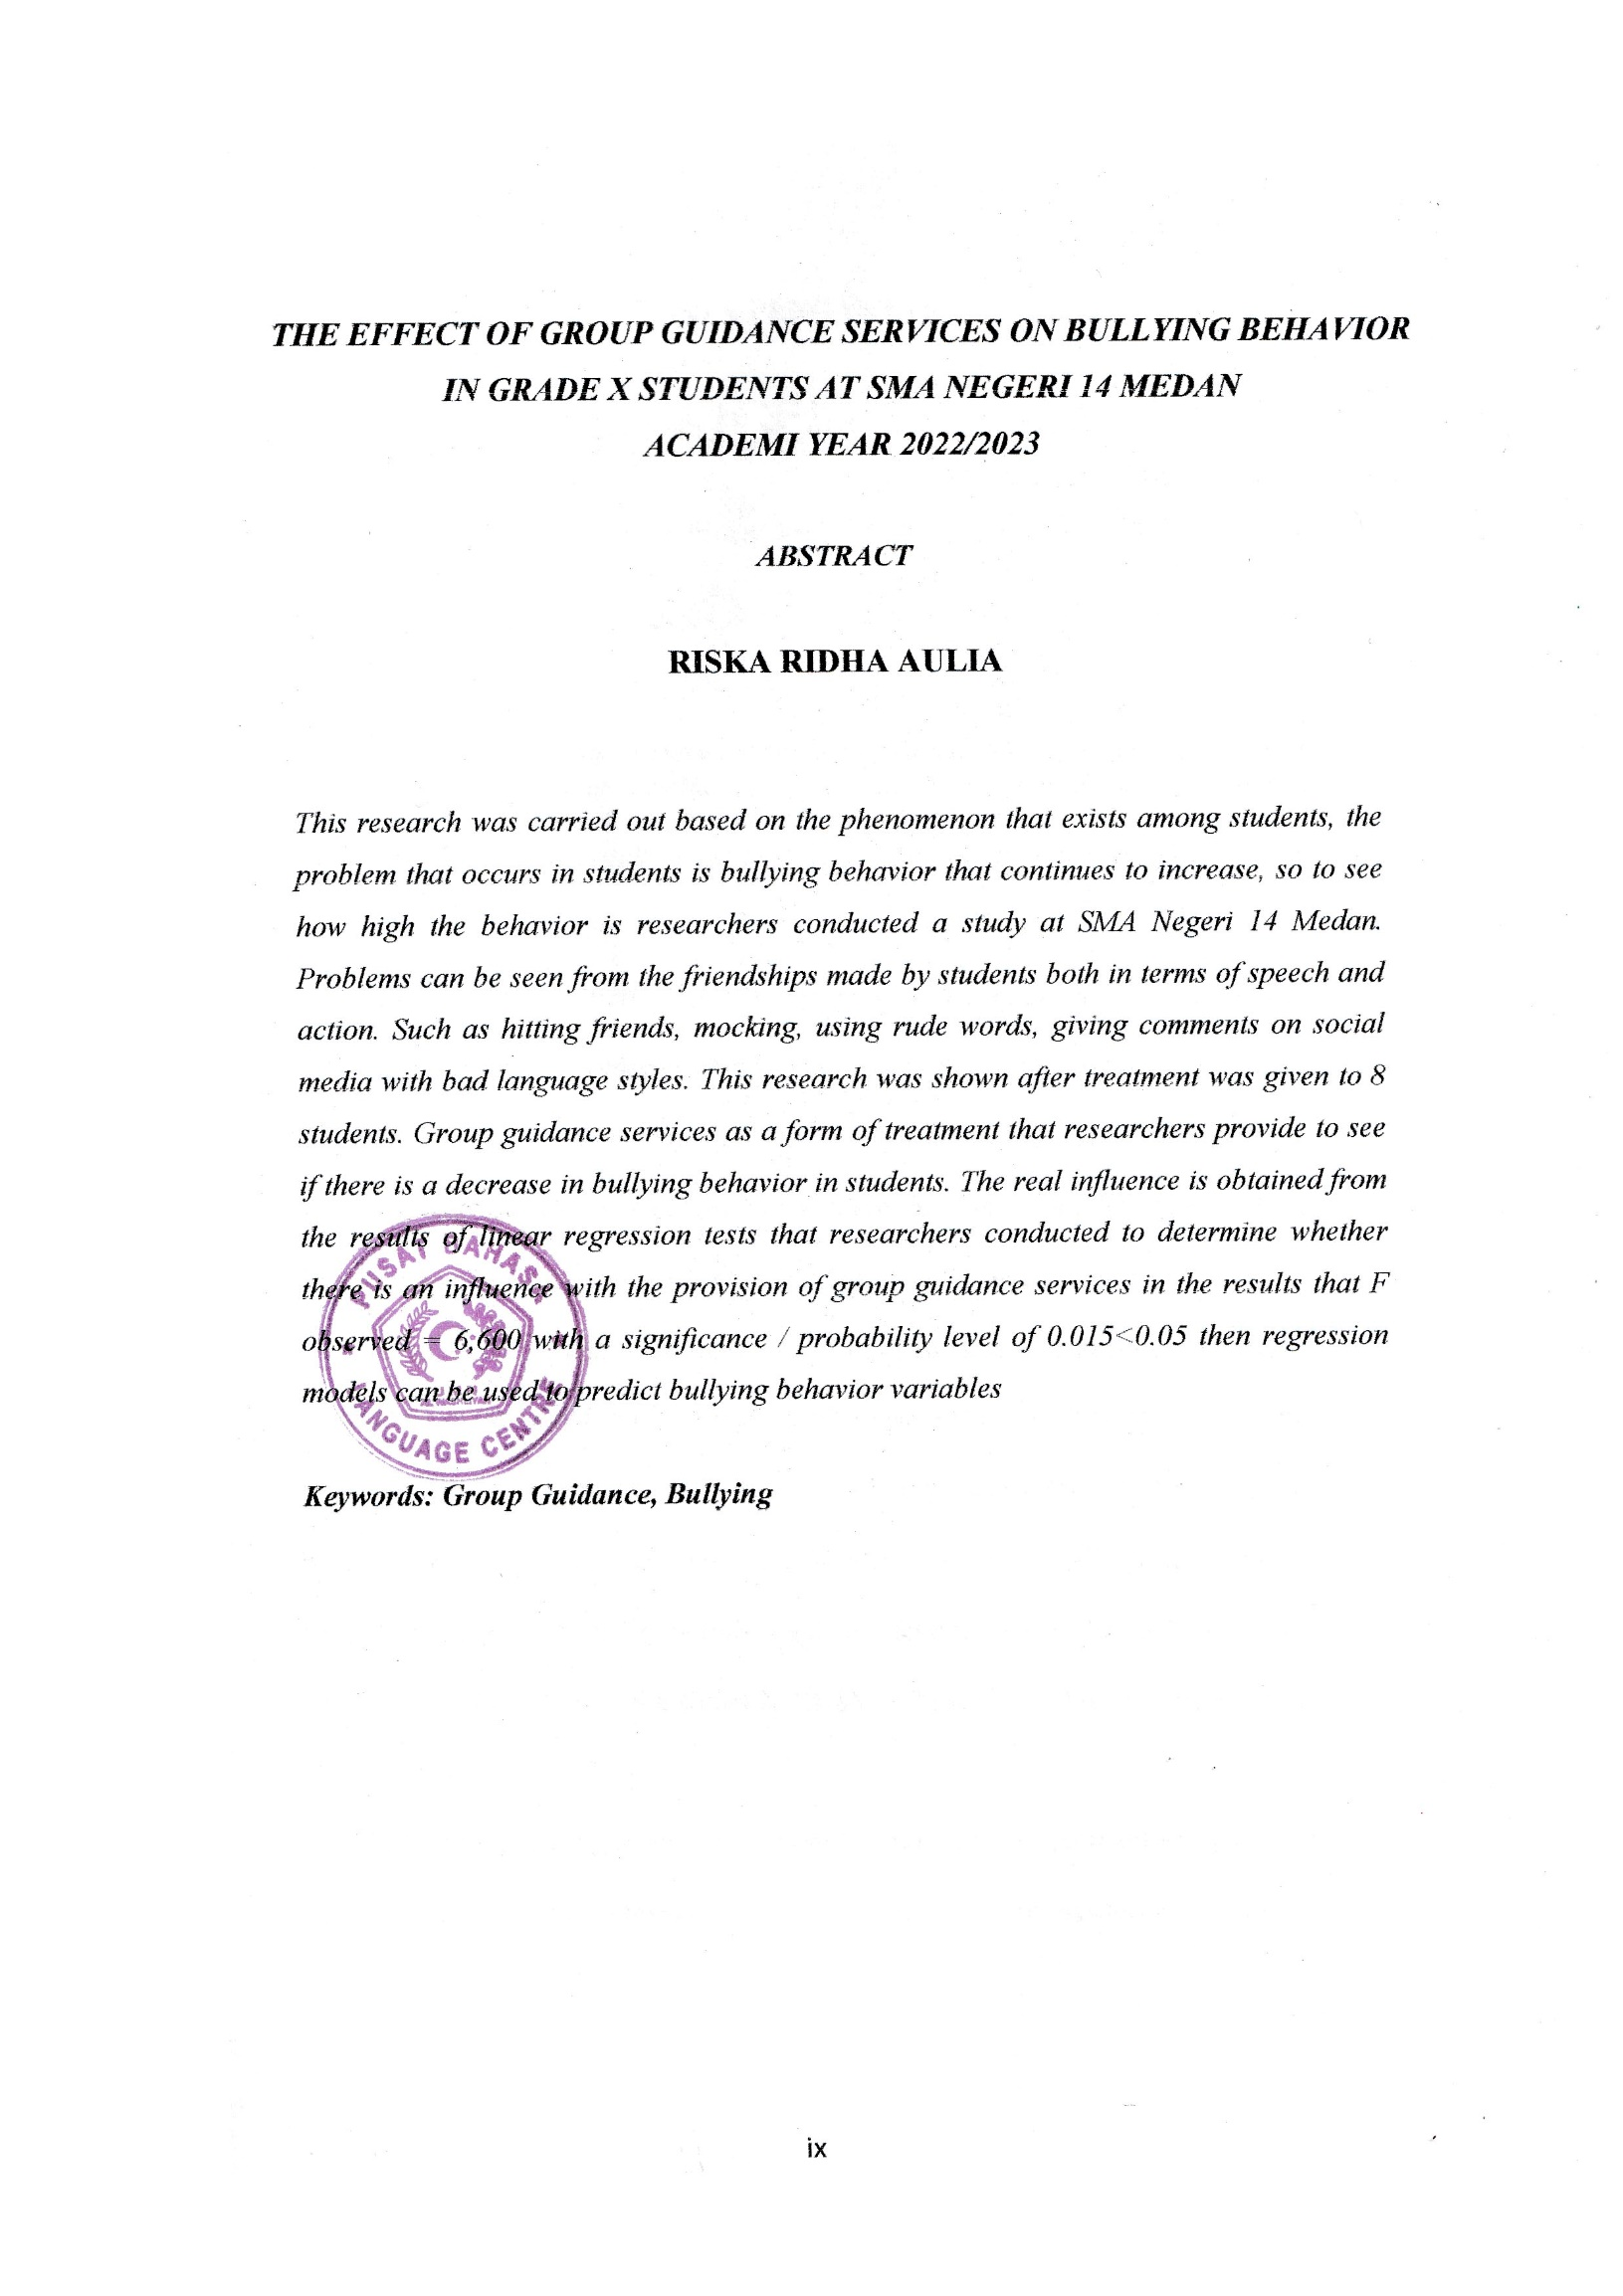 THE EFFECT OF GROUP GUIDANCE SERVICES ON BULLYING BEHAVIOR
IN GRADE X STUDENTS AT SMA NEGERI 14 MEDAN
ACADEMI YEAR 2022/2023
ABSTRACT
RISKA RIDHA AULIA
This research was carried out based on the phenomenon that exists among students, the
problem that occurs in students is bullying behavior that continues to increase, so to see
how high the behavior is researchers conducted a study at SMA Negeri 14 Medan.
Problems can be seen from the friendships made by students both in terms of speech and
action. Such as hitting friends, mocking, using rude words, giving comments on social
media with bad language styles. This research was shown after treatment was given to 8
students. Group guidance services as a form of treatment that researchers provide to see
if there is a decrease in bullying behavior in students. The real influence is obtained from
the results of linear regression tests that researchers conducted to determine whether
there is an influence with the provision of group guidance services in the results that F
observed = 6,600 with a significance / probability level of 0.015<0.05 then regression
models can be used to predict bullying behavior variables
PUSAT BAHASA
LANGUAGE CENTRE
Keywords: Group Guidance, Bullying
ix